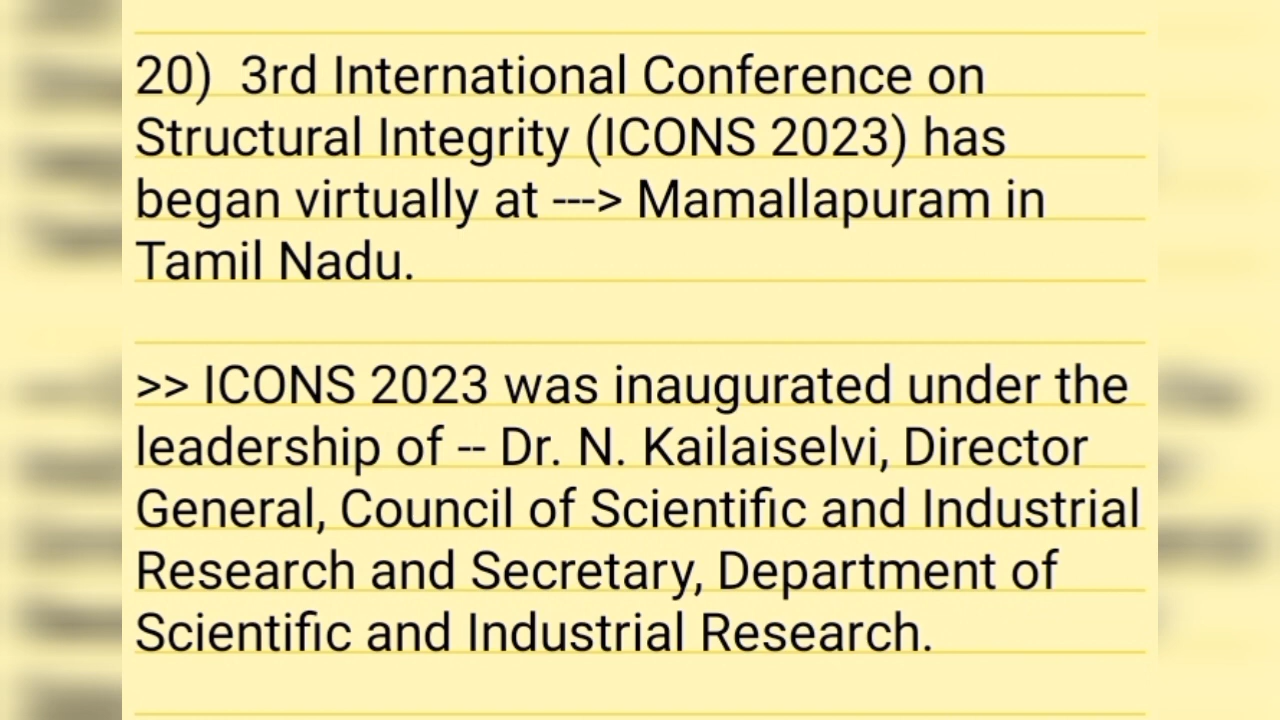 20)  3rd International Conference on
Structural Integrity (ICONS 2023) has
began virtually at ---> Mamallapuram in
Tamil Nadu.
>> ICONS 2023 was inaugurated under the
leadership of -- Dr. N. Kailaiselvi, Director
General, Council of Scientific and Industrial
Research and Secretary, Department of
Scientific and Industrial Research.